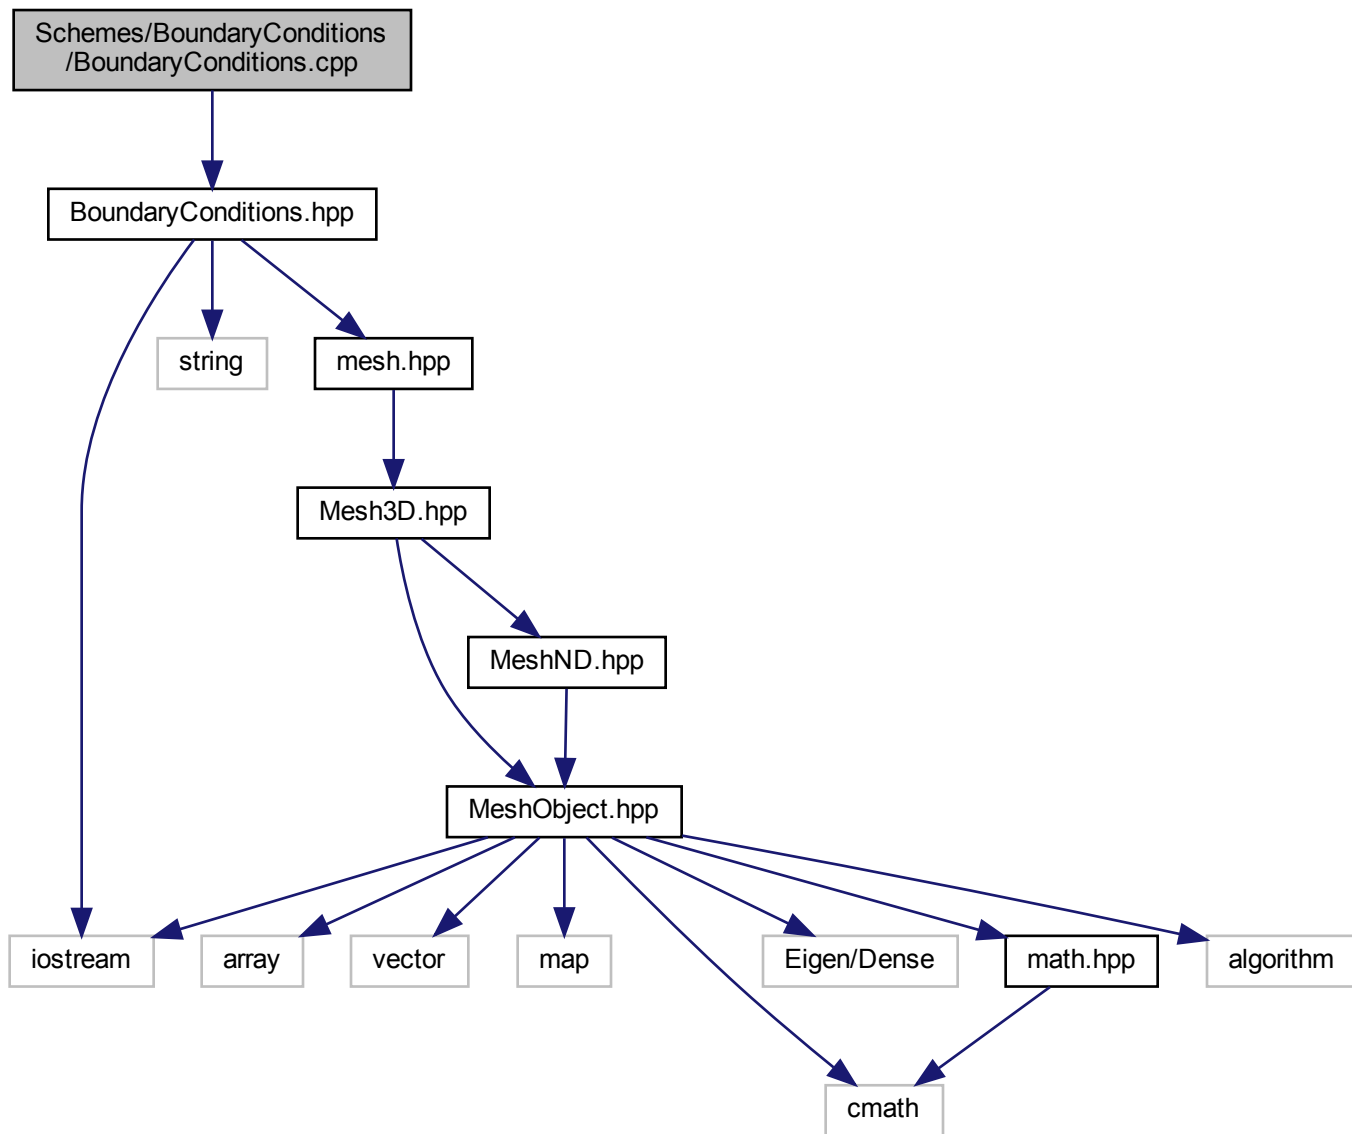 Schemes/BoundaryConditions
/BoundaryConditions.cpp
BoundaryConditions.hpp
string
mesh.hpp
Mesh3D.hpp
MeshND.hpp
MeshObject.hpp
iostream
array
vector
map
Eigen/Dense
math.hpp
algorithm
cmath